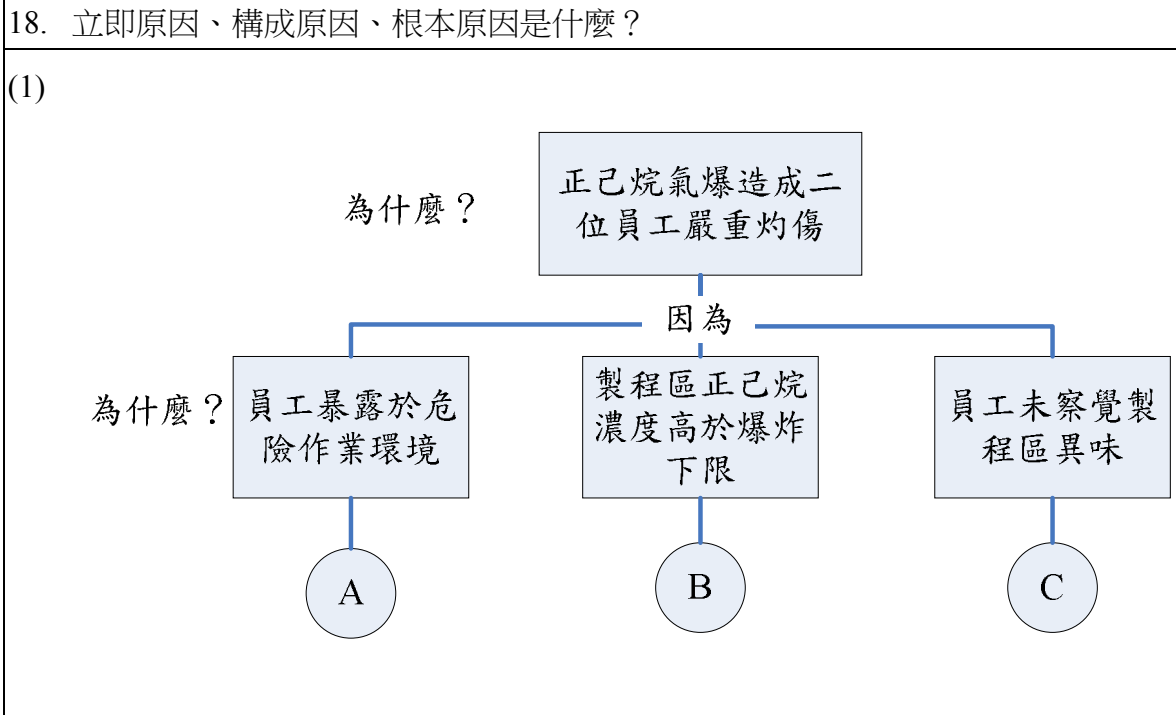 18. 立即原因、構成原因、根本原因是什麼？
(1)
為什麼？
正己烷氣爆造成二
位員工嚴重灼傷
因為
為什麼？
員工暴露於危
險作業環境
製程區正己烷
濃度高於爆炸
下限
員工未察覺製
程區異味
A
B
C